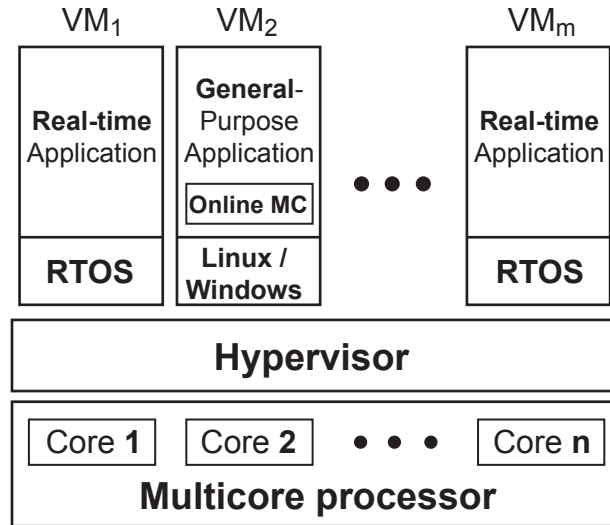 VM1 VM2 VMm
Real-time
Application
RTOS
General-
Purpose
Application
Online MC
Linux /
Windows
• • •
Real-time
Application
RTOS
Hypervisor
Core 1 Core 2 • • • Core n
Multicore processor